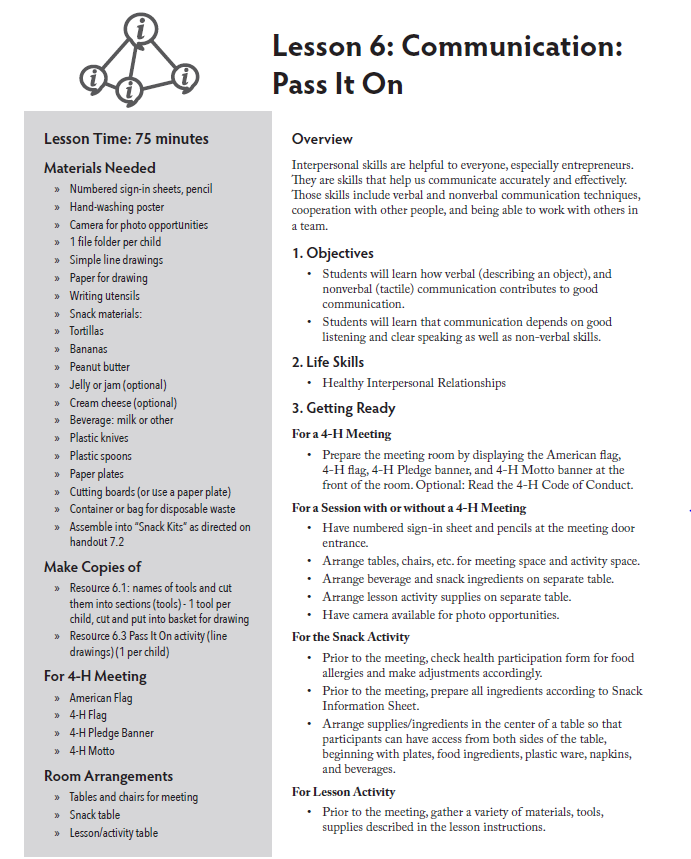 i
i
i
i
Lesson 6: Communication:
Pass It On
Lesson Time: 75 minutes
Materials Needed
» Numbered sign-in sheets, pencil
» Hand-washing poster
» Camera for photo opportunities
» 1 file folder per child
» Simple line drawings
» Paper for drawing
» Writing utensils
» Snack materials:
» Tortillas
» Bananas
» Peanut butter
» Jelly or jam (optional)
» Cream cheese (optional)
» Beverage: milk or other
» Plastic knives
» Plastic spoons
» Paper plates
» Cutting boards (or use a paper plate)
» Container or bag for disposable waste
» Assemble into “Snack Kits” as directed on
handout 7.2
Make Copies of
» Resource 6.1: names of tools and cut
them into sections (tools) - 1 tool per
child, cut and put into basket for drawing
» Resource 6.3 Pass It On activity (line
drawings) (1 per child)
For 4-H Meeting
» American Flag
» 4-H Flag
» 4-H Pledge Banner
» 4-H Motto
Room Arrangements
» Tables and chairs for meeting
» Snack table
» Lesson/activity table
Overview
Interpersonal skills are helpful to everyone, especially entrepreneurs.
They are skills that help us communicate accurately and effectively.
Those skills include verbal and nonverbal communication techniques,
cooperation with other people, and being able to work with others in
a team.
1. Objectives
• Students will learn how verbal (describing an object), and
nonverbal (tactile) communication contributes to good
communication.
• Students will learn that communication depends on good
listening and clear speaking as well as non-verbal skills.
2. Life Skills
• Healthy Interpersonal Relationships
3. Getting Ready
For a 4-H Meeting
• Prepare the meeting room by displaying the American flag,
4-H flag, 4-H Pledge banner, and 4-H Motto banner at the
front of the room. Optional: Read the 4-H Code of Conduct.
For a Session with or without a 4-H Meeting
• Have numbered sign-in sheet and pencils at the meeting door
entrance.
• Arrange tables, chairs, etc. for meeting space and activity space.
• Arrange beverage and snack ingredients on separate table.
• Arrange lesson activity supplies on separate table.
• Have camera available for photo opportunities.
For the Snack Activity
• Prior to the meeting, check health participation form for food
allergies and make adjustments accordingly.
• Prior to the meeting, prepare all ingredients according to Snack
Information Sheet.
• Arrange supplies/ingredients in the center of a table so that
participants can have access from both sides of the table,
beginning with plates, food ingredients, plastic ware, napkins,
and beverages.
For Lesson Activity
• Prior to the meeting, gather a variety of materials, tools,
supplies described in the lesson instructions.